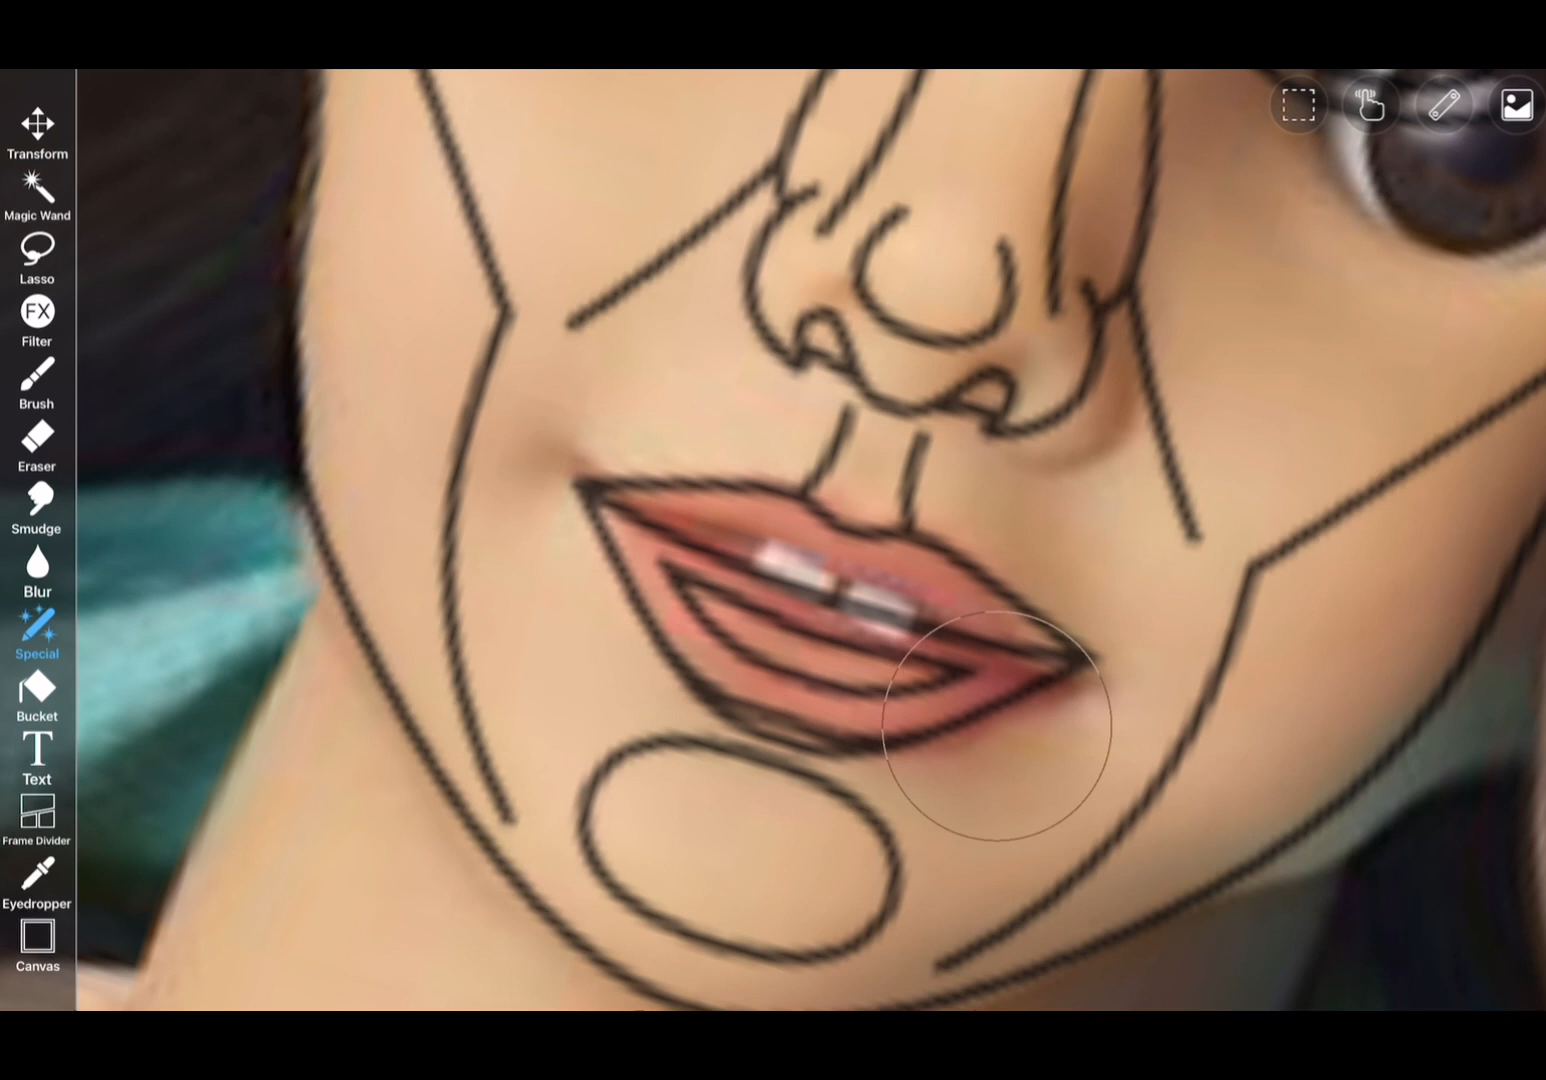 Transform
Magic Wand
Lasso
FX
Filter
Brush
Eraser
Smudge
Blur
Special
Bucket
T
Text
Frame Divider
Eyedropper
Canvas